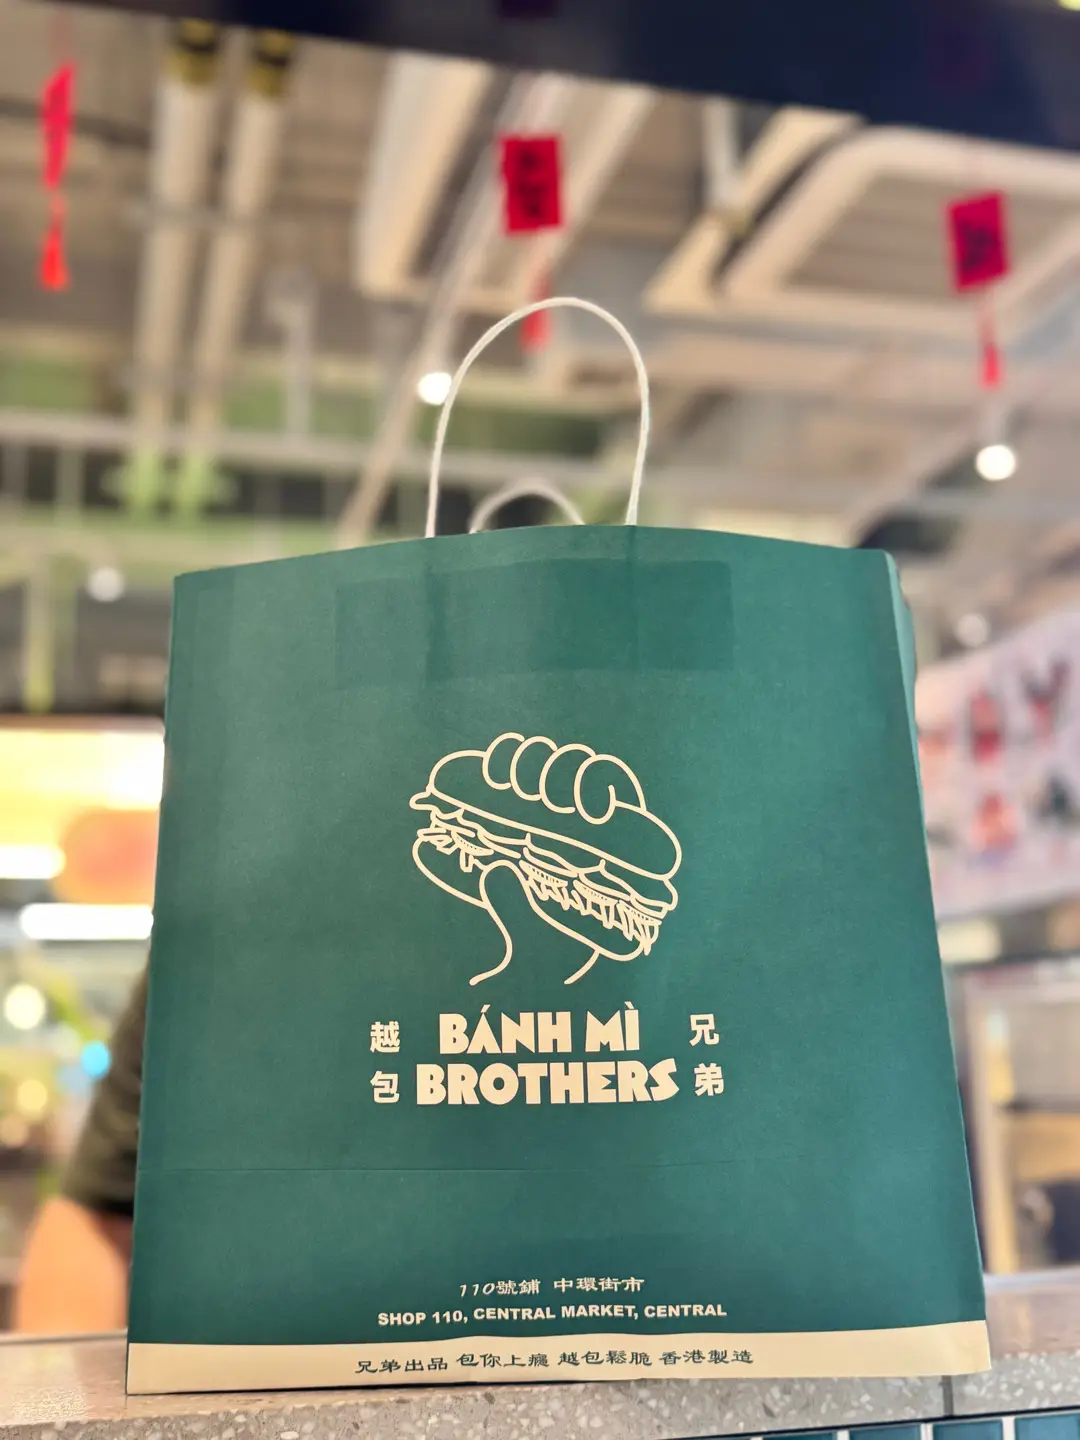 越 BÁNH MÌ 兄
包 BROTHERS 弟
110號鋪 中環街市
SHOP 110, CENTRAL MARKET, CENTRAL
兄弟出品 包你上癮 越包鬆脆 香港製造